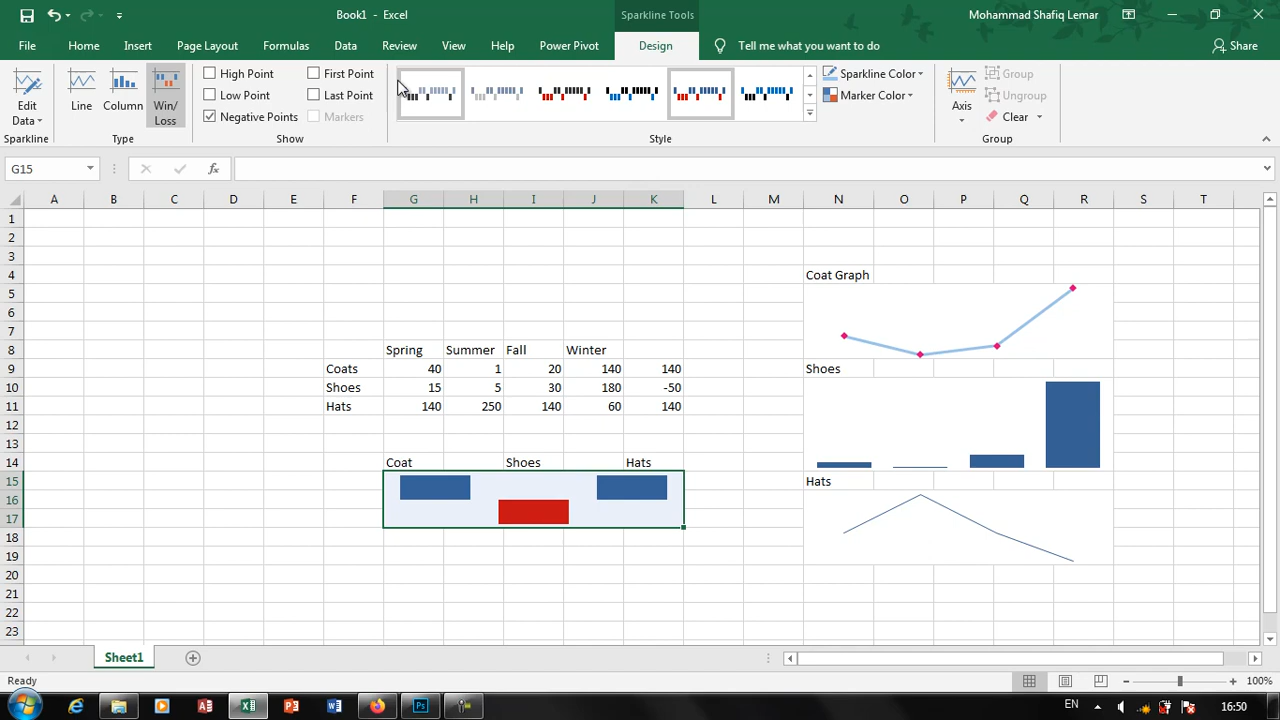 Book1 - Excel
Sparkline Tools
Mohammad Shafiq Lemar
File Home Insert Page Layout Formulas Data Review View Help Power Pivot Design Tell me what you want to do Share
Edit Data
Sparkline
Line
Column
Win/Loss
Type
High Point
First Point
Low Point
Last Point
Negative Points
Markers
Show
Style
Sparkline Color
Marker Color
Axis
Group
Ungroup
Clear
Group
G15
fx
A B C D E F G H I J K L M N O P Q R S T
1
2
3
4 Coat Graph
5
6
7
8 Spring Summer Fall Winter
9 Coats 40 1 20 140 140 Shoes
10 Shoes 15 5 30 180 -50
11 Hats 140 250 140 60 140
12
13
14 Coat Shoes Hats
15 Hats
16
17
18
19
20
21
22
23
Sheet1
Ready
100%
EN
16:50